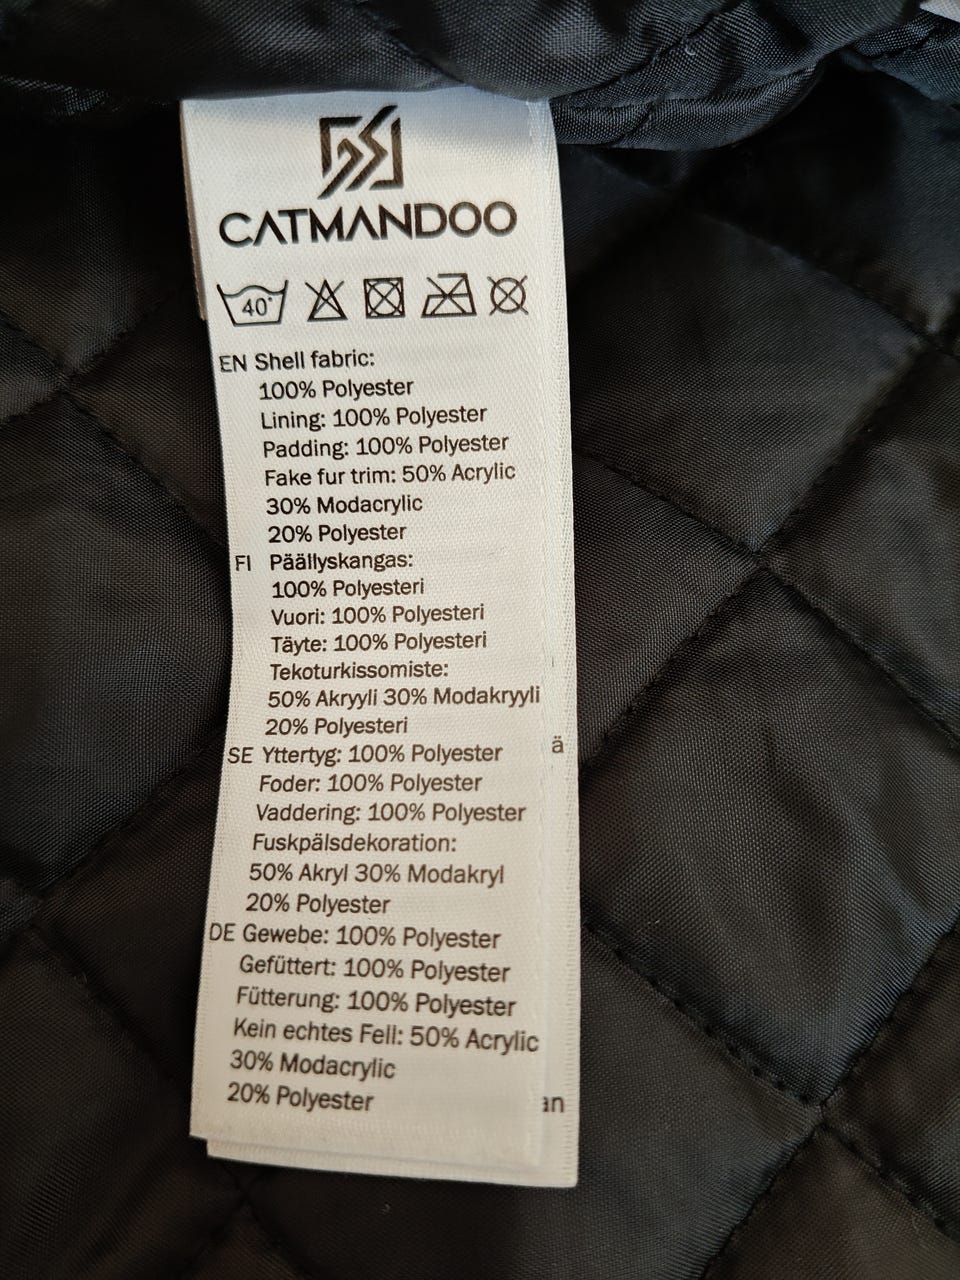 CATMANDOO
40°
EN Shell fabric:
100% Polyester
Lining: 100% Polyester
Padding: 100% Polyester
Fake fur trim: 50% Acrylic
30% Modacrylic
20% Polyester
FI Päällyskangas:
100% Polyesteri
Vuori: 100% Polyesteri
Täyte: 100% Polyesteri
Tekoturkissomiste:
50% Akryyli 30% Modakryyli
20% Polyesteri
SE Yttertyg: 100% Polyester
Foder: 100% Polyester
Vaddering: 100% Polyester
Fuskpälsdekoration:
50% Akryl 30% Modakryl
20% Polyester
DE Gewebe: 100% Polyester
Gefüttert: 100% Polyester
Fütterung: 100% Polyester
Kein echtes Fell: 50% Acrylic
30% Modacrylic
20% Polyester